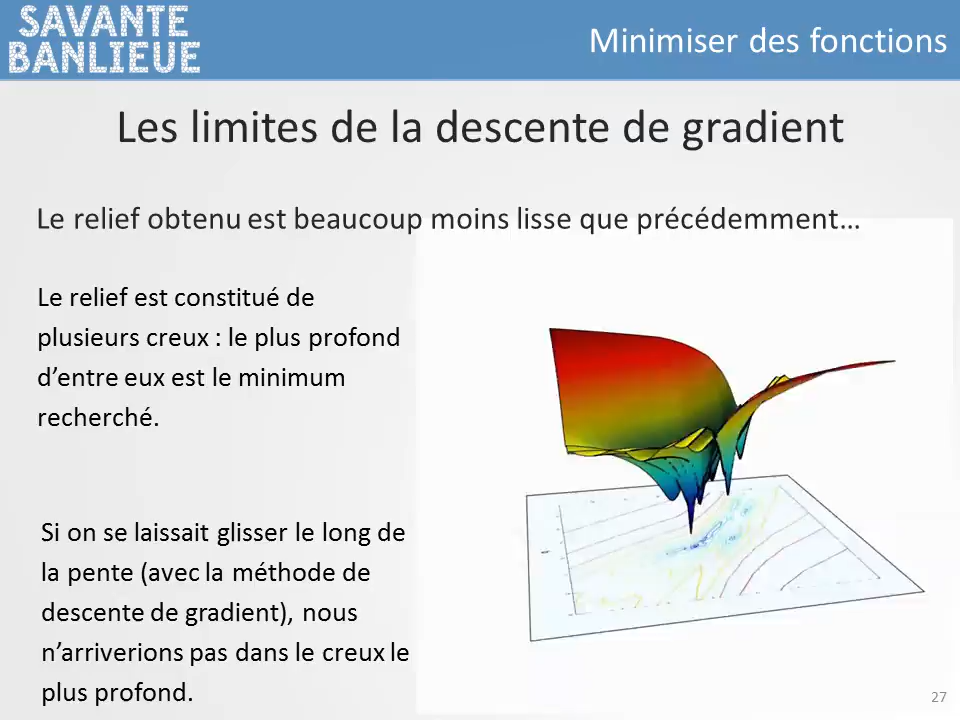 SAVANTE
BANLIEUE
Minimiser des fonctions
Les limites de la descente de gradient
Le relief obtenu est beaucoup moins lisse que précédemment…
Le relief est constitué de
plusieurs creux : le plus profond
d’entre eux est le minimum
recherché.
Si on se laissait glisser le long de
la pente (avec la méthode de
descente de gradient), nous
n’arriverions pas dans le creux le
plus profond.
27